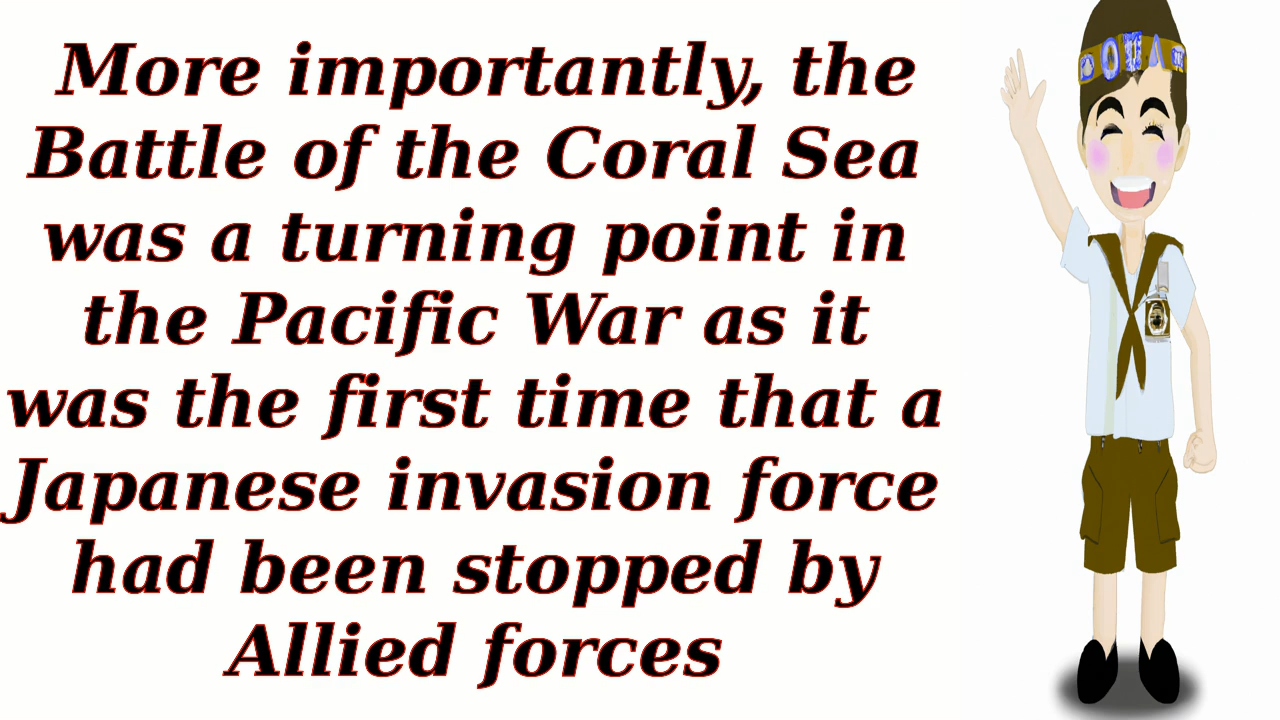 More importantly, the
Battle of the Coral Sea
was a turning point in
the Pacific War as it
was the first time that a
Japanese invasion force
had been stopped by
Allied forces